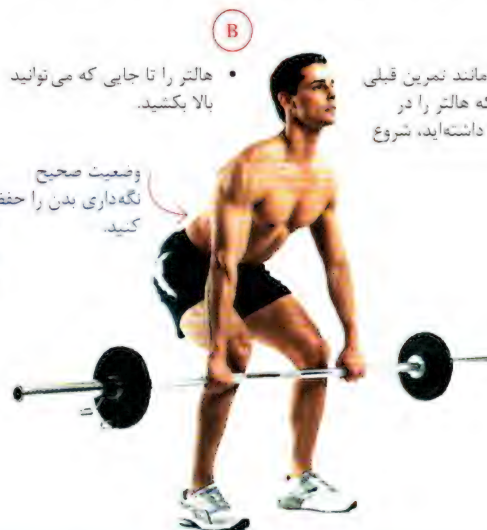 B
مانند تمرین قبلی
که هالتر را در
داشته‌اید، شروع
• هالتر را تا جایی که می‌توانید
بالا بکشید.
وضعیت صحیح
نگه‌داری بدن را حفظ
کنید.